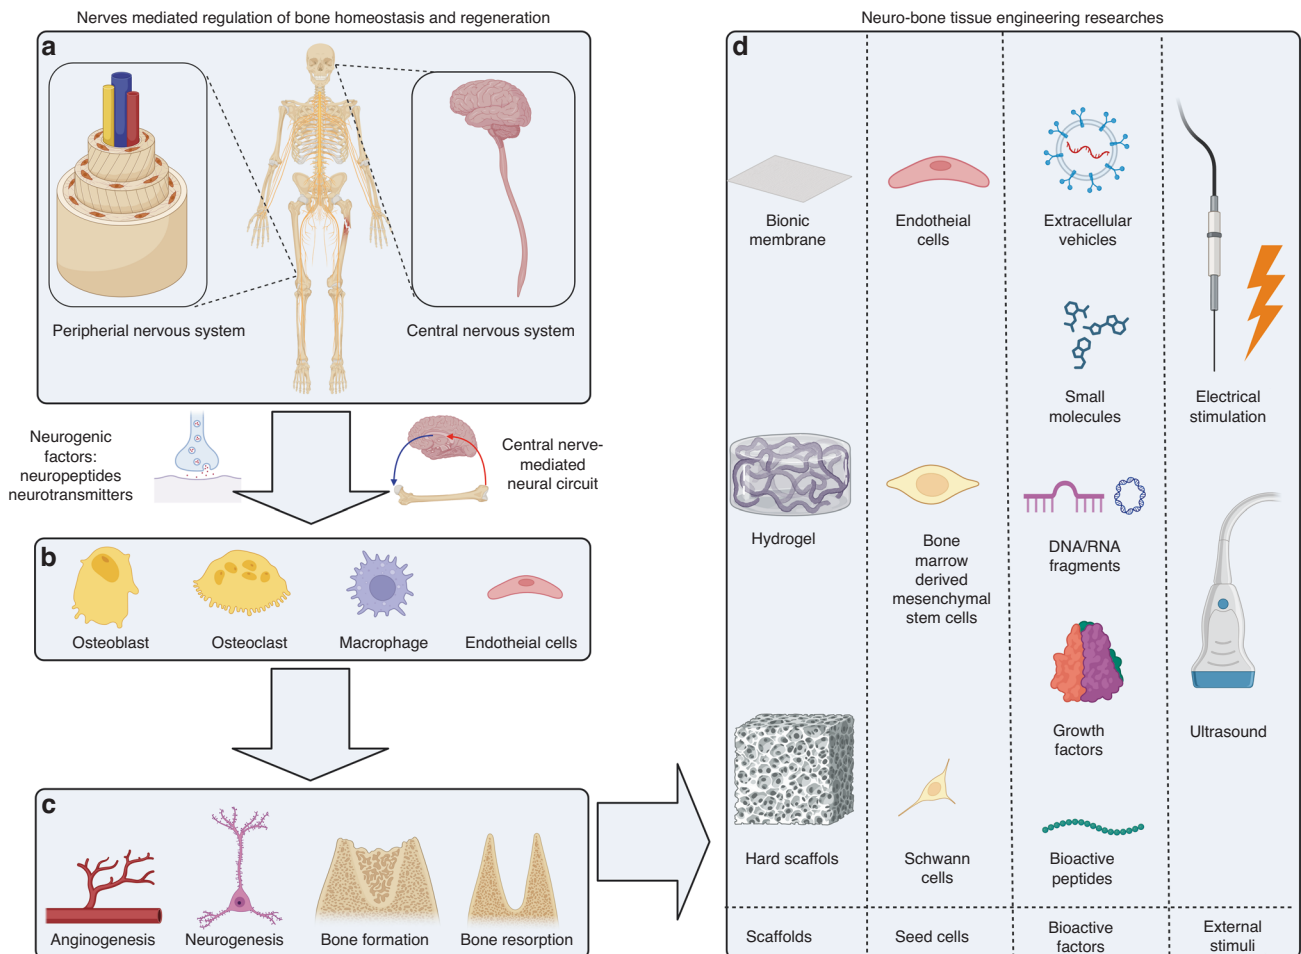 Nerves mediated regulation of bone homeostasis and regeneration
a
Peripherial nervous system
Central nervous system
Neurogenic
factors:
neuropeptides
neurotransmitters
Central nerve-
mediated
neural circuit
b
Osteoblast
Osteoclast
Macrophage
Endotheial cells
c
Anginogenesis
Neurogenesis
Bone formation
Bone resorption
Neuro-bone tissue engineering researches
d
Bionic
membrane
Hydrogel
Hard scaffols
Scaffolds
Endotheial
cells
Bone
marrow
derived
mesenchymal
stem cells
Schwann
cells
Seed cells
Extracellular
vehicles
Small
molecules
DNA/RNA
fragments
Growth
factors
Bioactive
peptides
Bioactive
factors
Electrical
stimulation
Ultrasound
External
stimuli